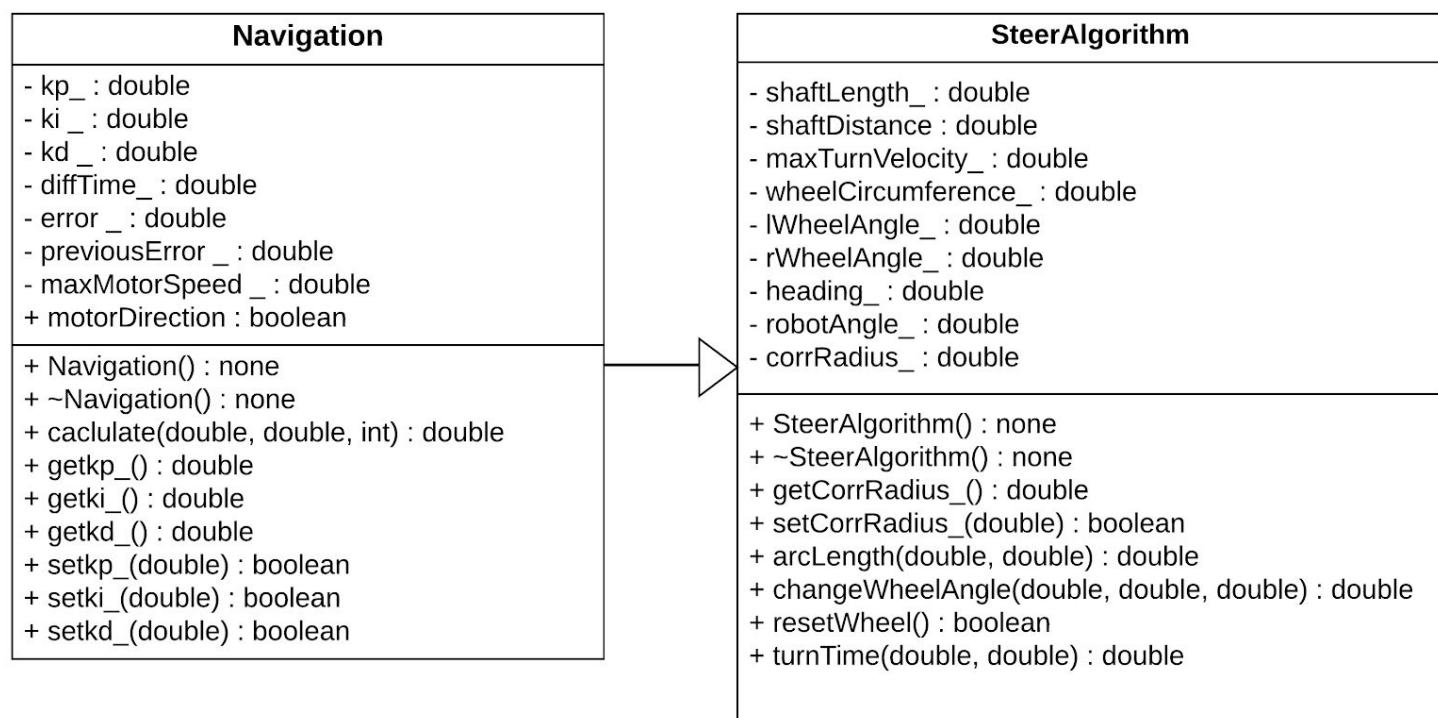 Navigation
- kp_ : double
- ki _ : double
- kd _ : double
- diffTime_ : double
- error _ : double
- previousError _ : double
- maxMotorSpeed _ : double
+ motorDirection : boolean
+ Navigation() : none
+ ~Navigation() : none
+ caclulate(double, double, int) : double
+ getkp_() : double
+ getki_() : double
+ getkd_() : double
+ setkp_(double) : boolean
+ setki_(double) : boolean
+ setkd_(double) : boolean
SteerAlgorithm
- shaftLength_ : double
- shaftDistance : double
- maxTurnVelocity_ : double
- wheelCircumference_ : double
- lWheelAngle_ : double
- rWheelAngle_ : double
- heading_ : double
- robotAngle_ : double
- corrRadius_ : double
+ SteerAlgorithm() : none
+ ~SteerAlgorithm() : none
+ getCorrRadius_() : double
+ setCorrRadius_(double) : boolean
+ arcLength(double, double) : double
+ changeWheelAngle(double, double, double) : double
+ resetWheel() : boolean
+ turnTime(double, double) : double